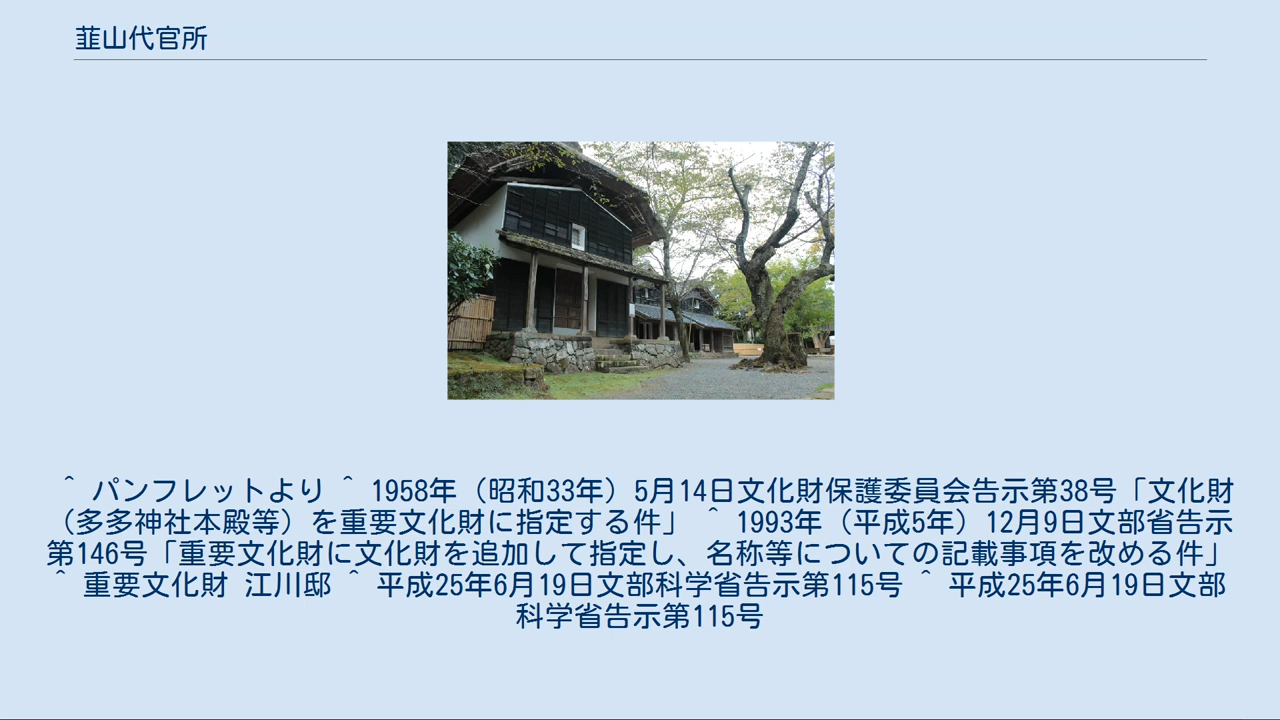 韮山代官所
^ パンフレットより ^ 1958年（昭和33年）5月14日文化財保護委員会告示第38号「文化財
（多多神社本殿等）を重要文化財に指定する件」 ^ 1993年（平成5年）12月9日文部省告示
第146号「重要文化財に文化財を追加して指定し、名称等についての記載事項を改める件」
^ 重要文化財 江川邸 ^ 平成25年6月19日文部科学省告示第115号 ^ 平成25年6月19日文部
科学省告示第115号